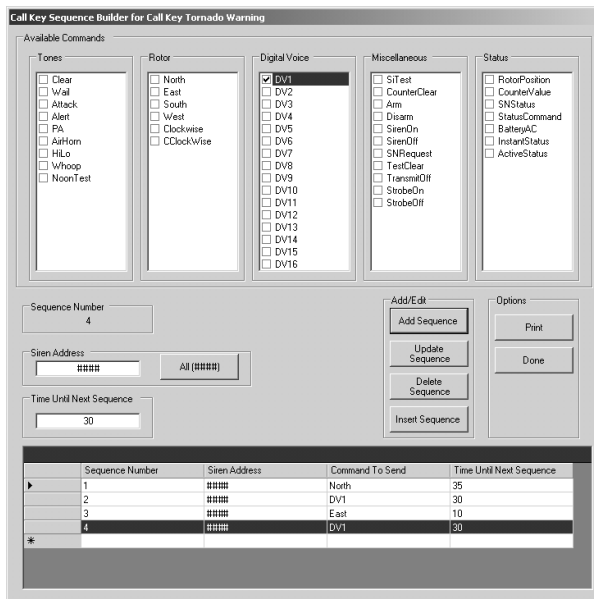 Call Key Sequence Builder for Call Key Tornado Warning
Available Commands
Tones
Clear
Wail
Attack
Alert
PA
AirHorn
HiLo
Whoop
NoonTest
Rotor
North
East
South
West
Clockwise
CClockWise
Digital Voice
DV1
DV2
DV3
DV4
DV5
DV6
DV7
DV8
DV9
DV10
DV11
DV12
DV13
DV14
DV15
DV16
Miscellaneous
SiTest
CounterClear
Arm
Disarm
SirenOn
SirenOff
SNRequest
TestClear
TransmitOff
StrobeOn
StrobeOff
Status
RotorPosition
CounterValue
SNStatus
StatusCommand
BatteryAC
InstantStatus
ActiveStatus
Sequence Number
4
Siren Address
####
All (####)
Time Until Next Sequence
30
Add/Edit
Add Sequence
Update
Sequence
Delete
Sequence
Insert Sequence
Options
Print
Done
Sequence Number Siren Address Command To Send Time Until Next Sequence
1 #### North 35
2 #### DV1 30
3 #### East 10
4 #### DV1 30